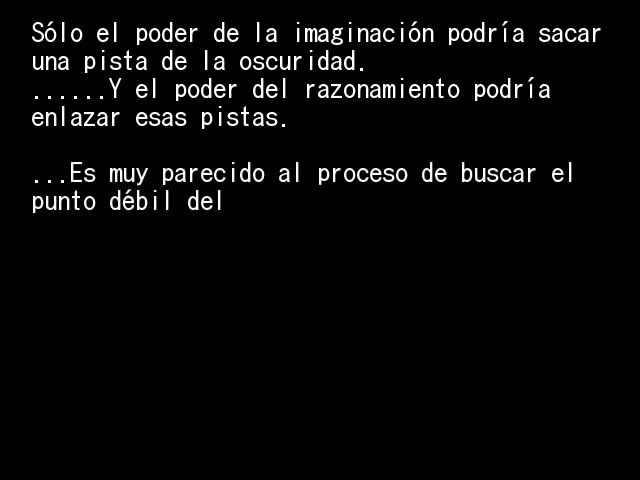 Sólo el poder de la imaginación podría sacar
una pista de la oscuridad.
......Y el poder del razonamiento podría
enlazar esas pistas.
...Es muy parecido al proceso de buscar el
punto débil del